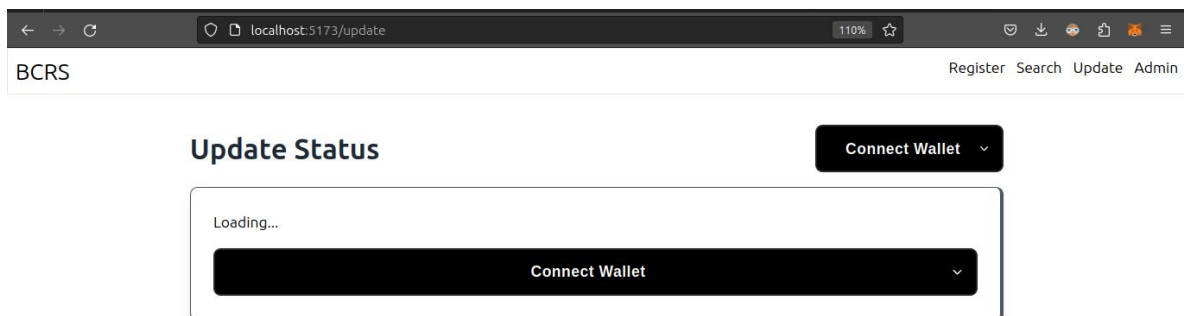 localhost:5173/update
110%
BCRS
Register Search Update Admin
Update Status
Connect Wallet
Loading...
Connect Wallet